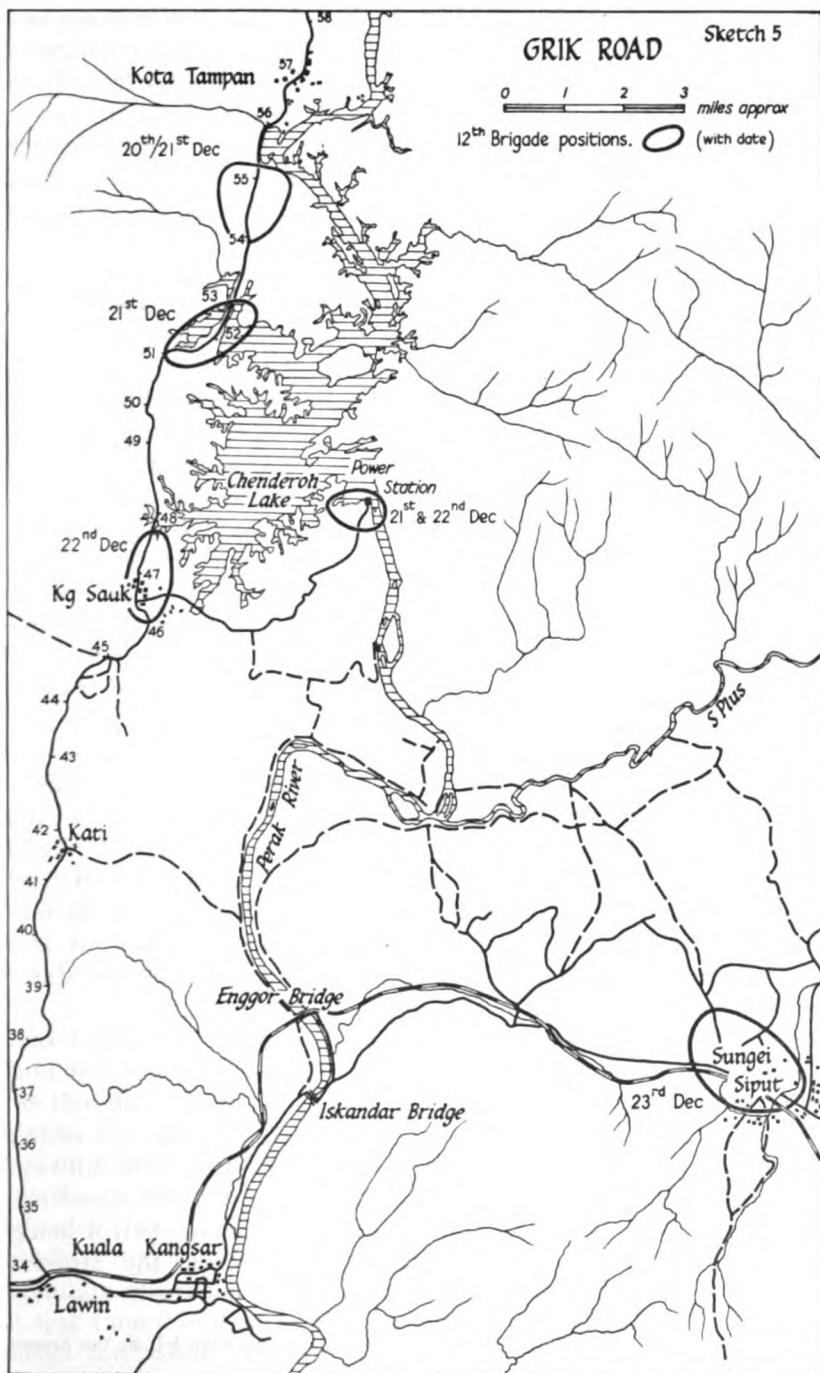 58
Sketch 5
GRIK ROAD
57
Kota Tampan
0 1 2 3 miles approx
56
12th Brigade positions. (with date)
20th/21st Dec
55
54
53
21st Dec
52
51
50
49
Power
Station
Chenderoh
Lake
48
21st & 22nd Dec
22nd Dec
47
Kg Sauk
46
45
44
S Plus
43
Perak River
42
Kati
41
40
39
Enggor Bridge
38
Sungei
Siput
37
23rd Dec
Iskandar Bridge
36
35
Kuala Kangsar
34
Lawin